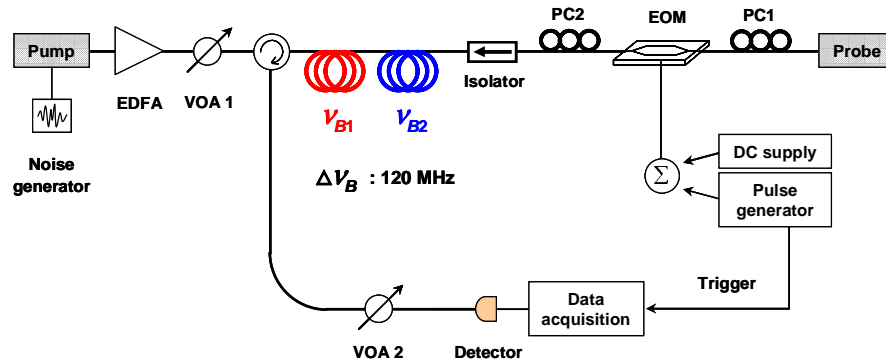 PC2
EOM
PC1
Pump
Probe
EDFA
VOA 1
Isolator
νB1
νB2
Noise
generator
ΔνB : 120 MHz
Σ
DC supply
Pulse
generator
Trigger
Data
acquisition
VOA 2
Detector